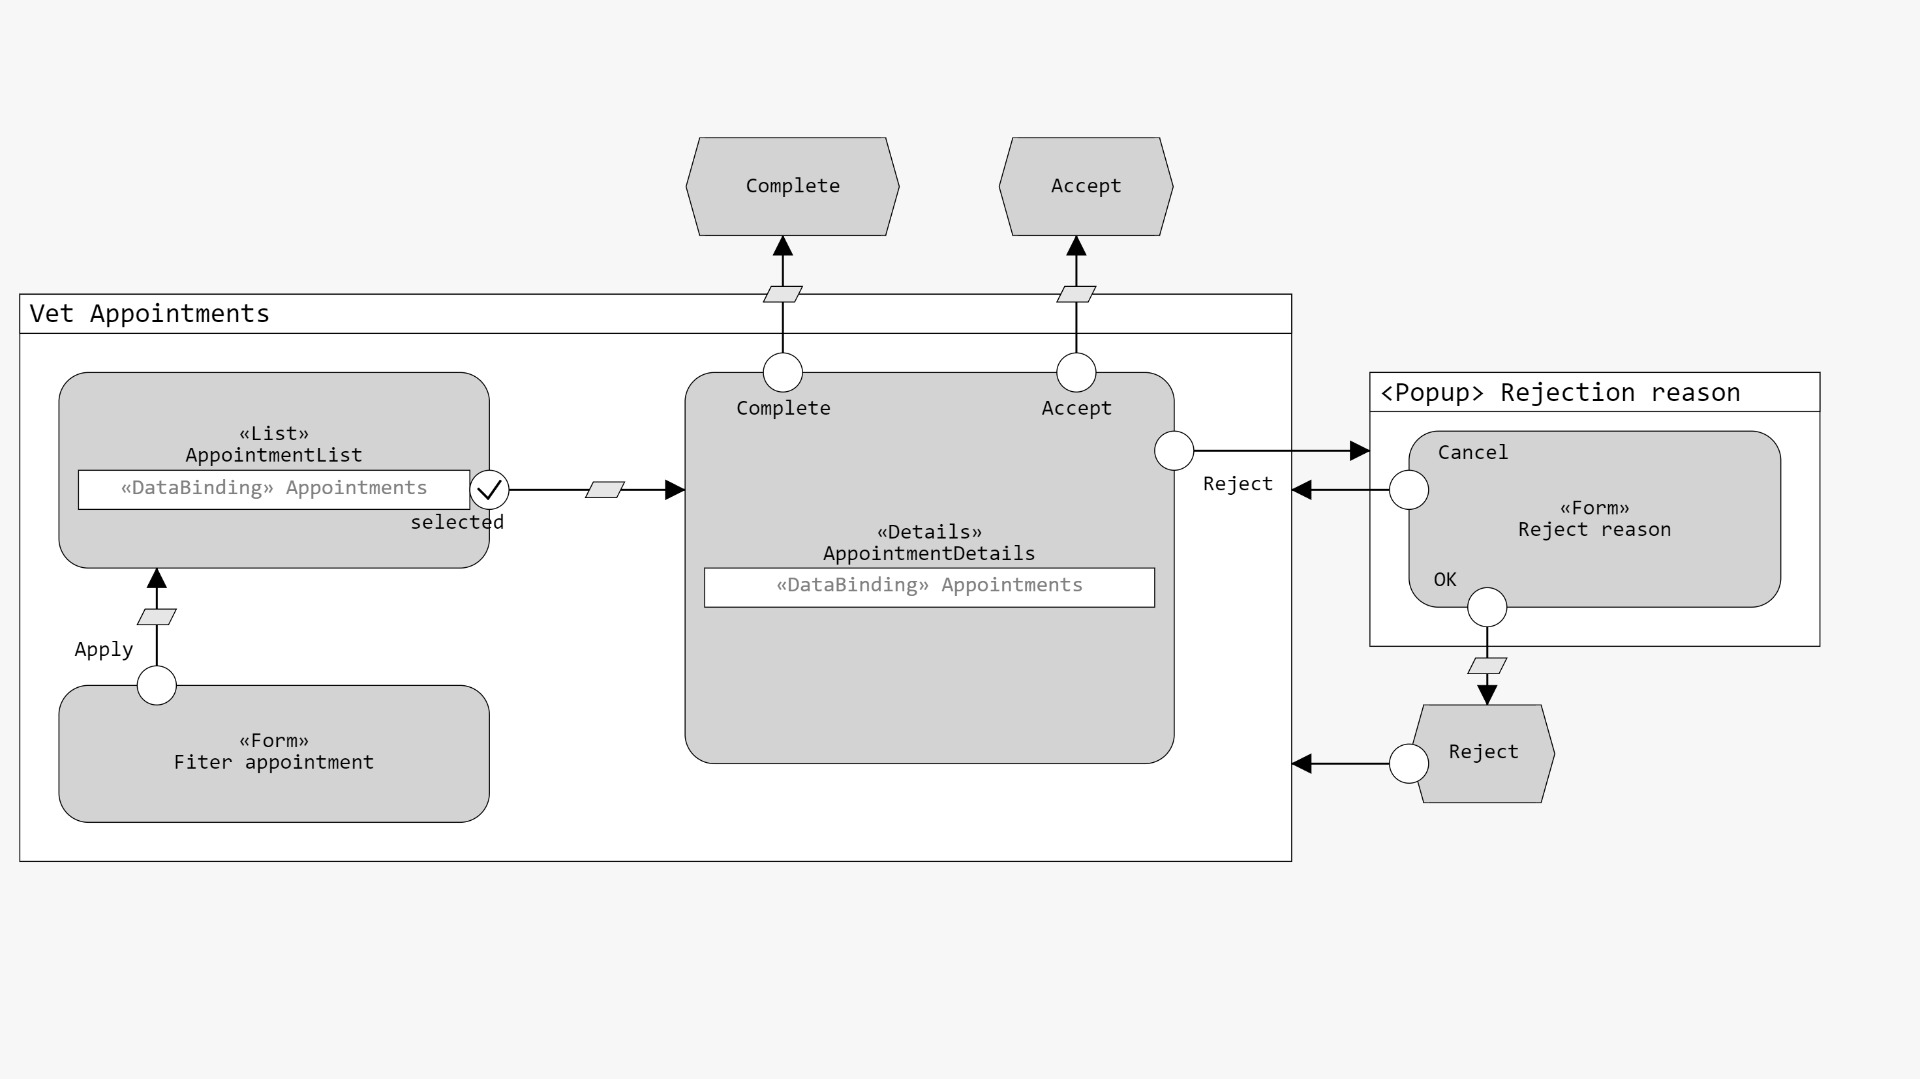 Complete
Accept
Vet Appointments
«List»
AppointmentList
«DataBinding» Appointments
selected
Apply
«Form»
Fiter appointment
Complete
Accept
Reject
«Details»
AppointmentDetails
«DataBinding» Appointments
<Popup> Rejection reason
Cancel
«Form»
Reject reason
OK
Reject